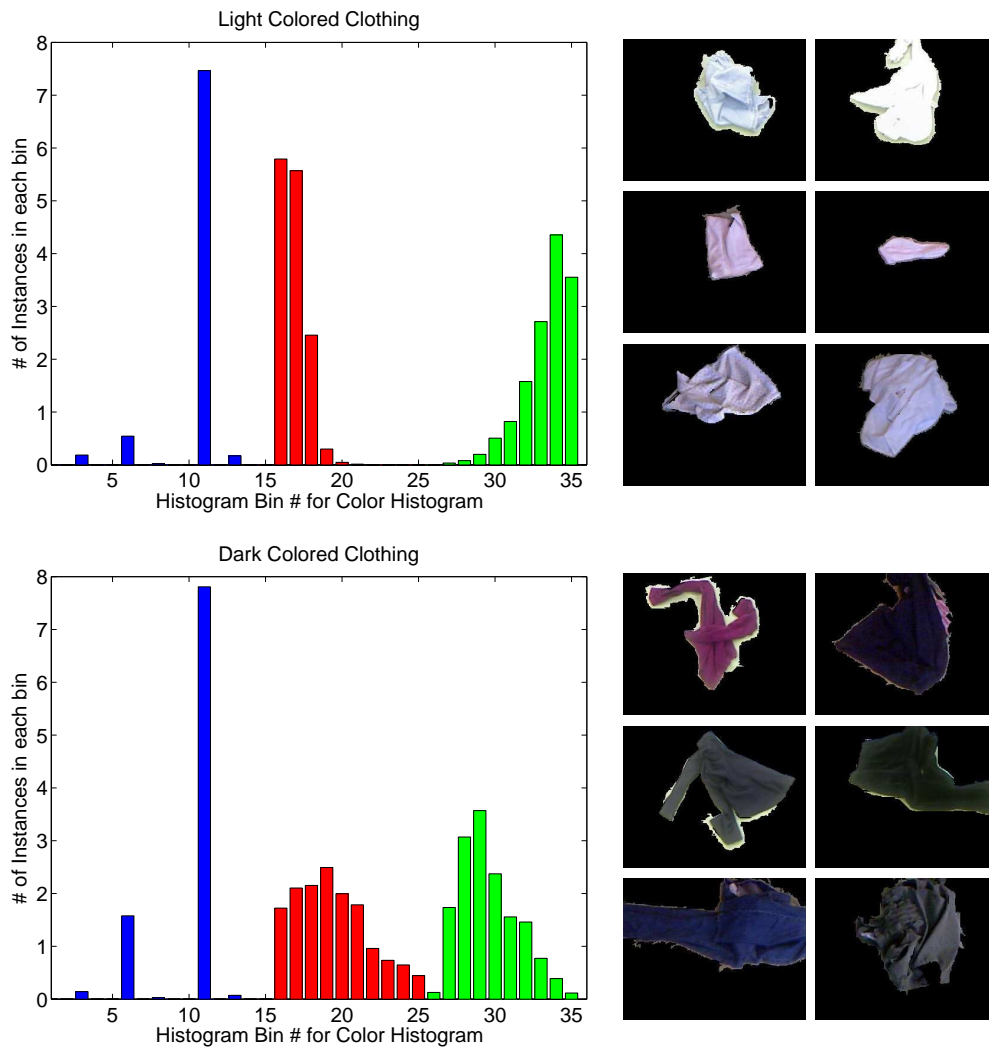 Light Colored Clothing
8
7
6
5
4
3
2
1
0
# of Instances in each bin
5 10 15 20 25 30 35
Histogram Bin # for Color Histogram
Dark Colored Clothing
8
7
6
5
4
3
2
1
0
# of Instances in each bin
5 10 15 20 25 30 35
Histogram Bin # for Color Histogram